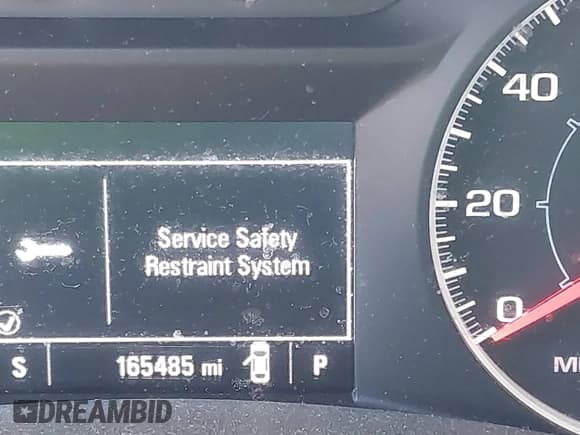 40
20
0
Service Safety
Restraint System
S
165485 mi
P
DREAMBID